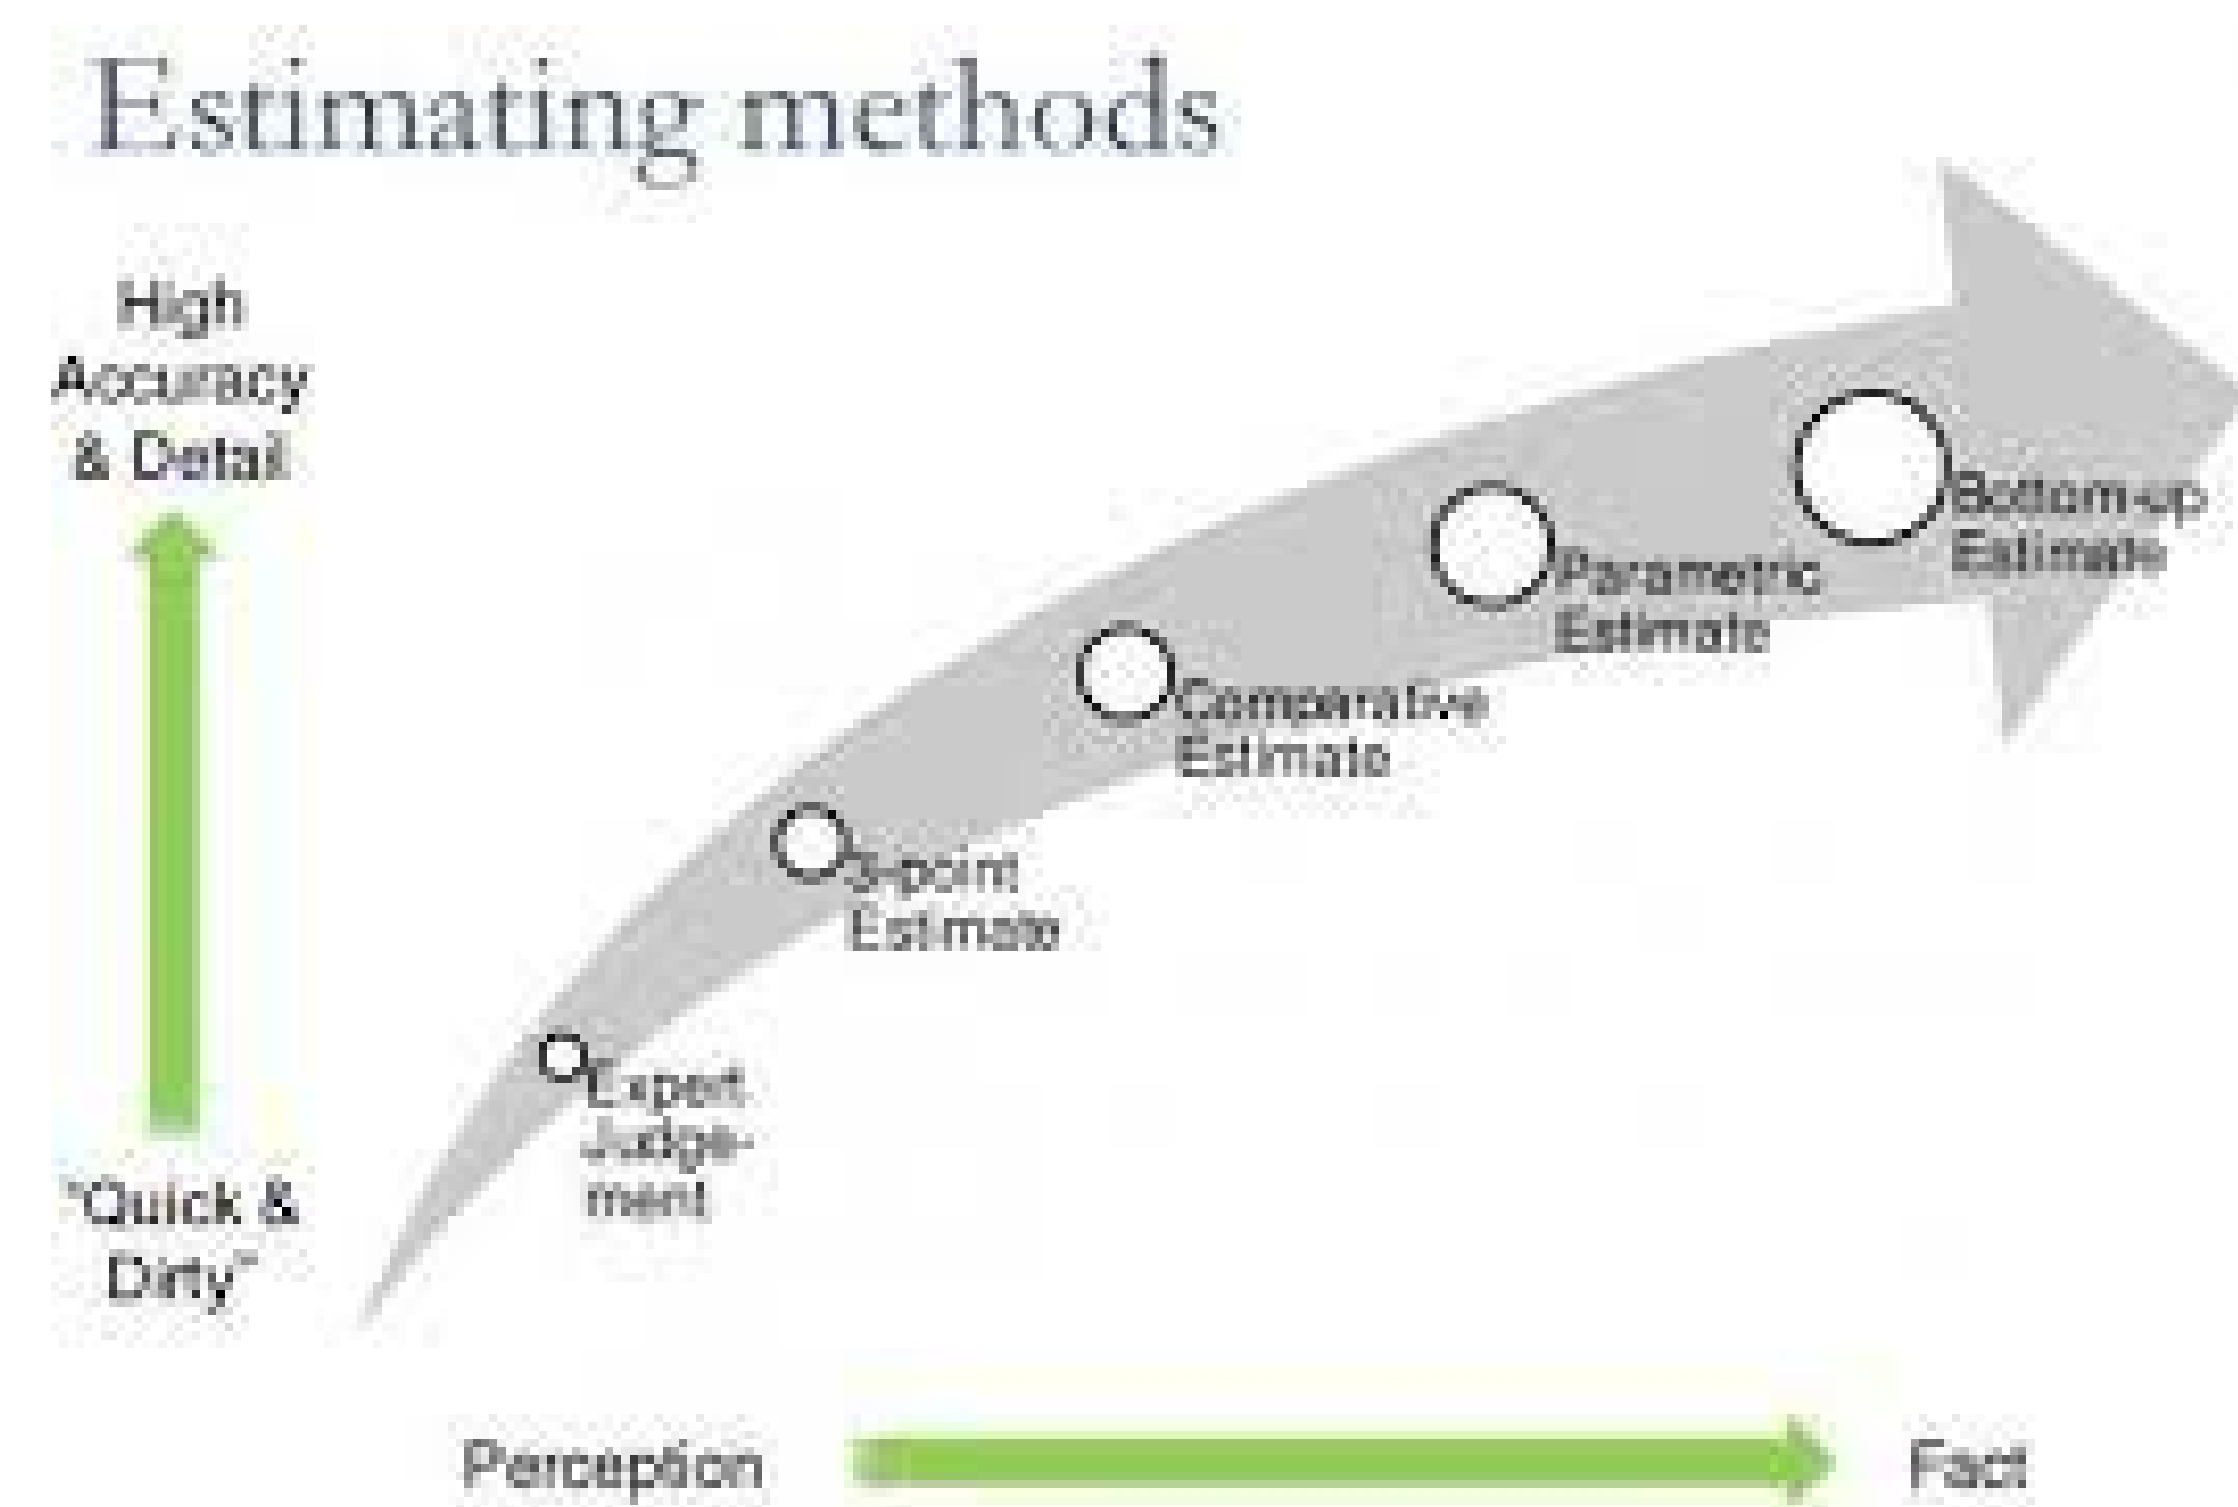 Estimating methods
High
Accuracy
& Detail
Bottom-up
Estimate
Parametric
Estimate
Comparative
Estimate
3-point
Estimate
Expert
Judge-
ment
"Quick &
Dirty"
Perception
Fact